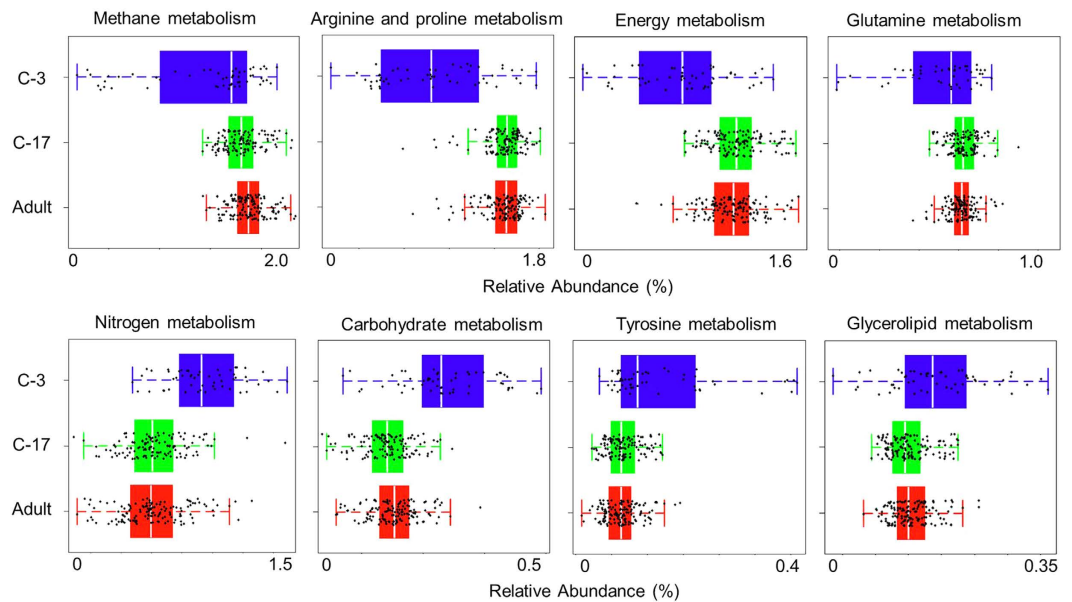 Methane metabolism Arginine and proline metabolism Energy metabolism Glutamine metabolism
C-3
C-17
Adult
0 2.0 0 1.8 0 1.6 0 1.0
Relative Abundance (%)
Nitrogen metabolism Carbohydrate metabolism Tyrosine metabolism Glycerolipid metabolism
C-3
C-17
Adult
0 1.5 0 0.5 0 0.4 0 0.35
Relative Abundance (%)